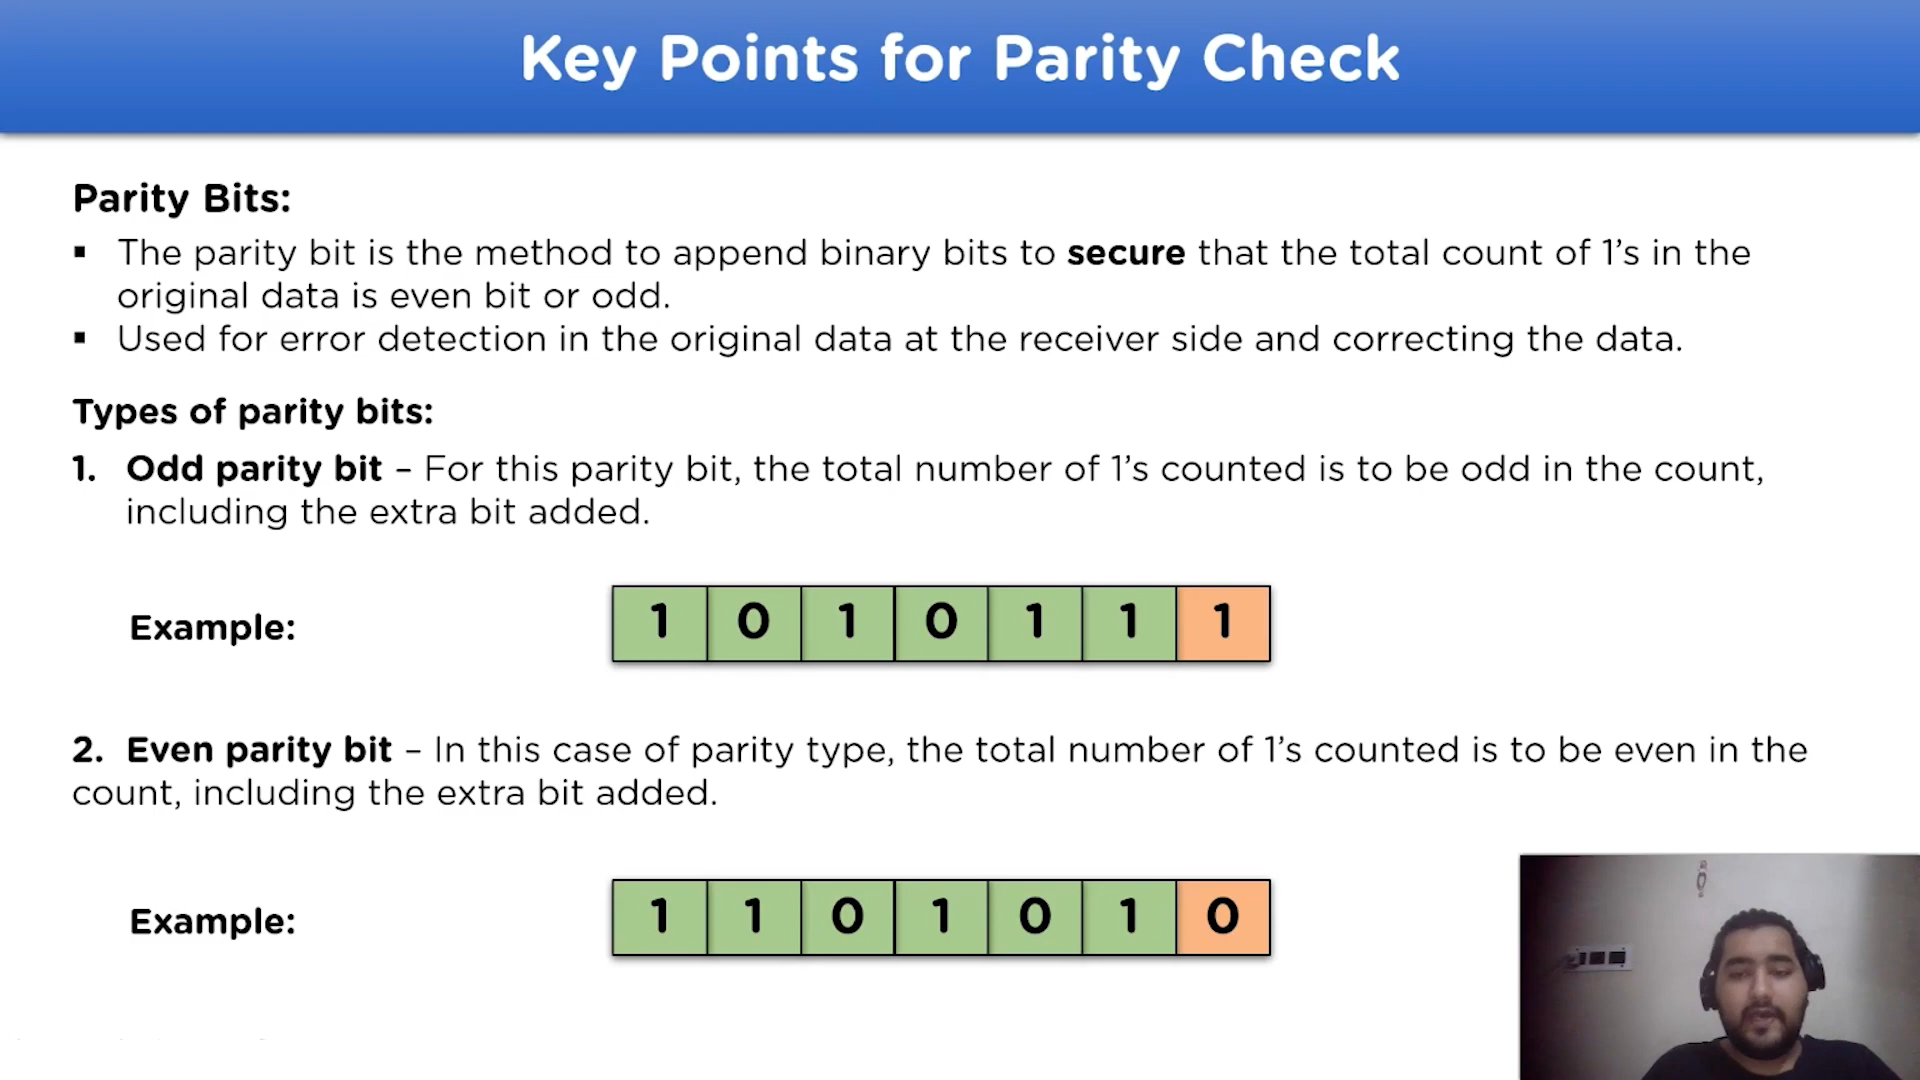 Key Points for Parity Check
Parity Bits:
▪ The parity bit is the method to append binary bits to secure that the total count of 1’s in the
original data is even bit or odd.
▪ Used for error detection in the original data at the receiver side and correcting the data.
Types of parity bits:
1. Odd parity bit – For this parity bit, the total number of 1’s counted is to be odd in the count,
including the extra bit added.
Example: 1 0 1 0 1 1 1
2. Even parity bit – In this case of parity type, the total number of 1’s counted is to be even in the
count, including the extra bit added.
Example: 1 1 0 1 0 1 0